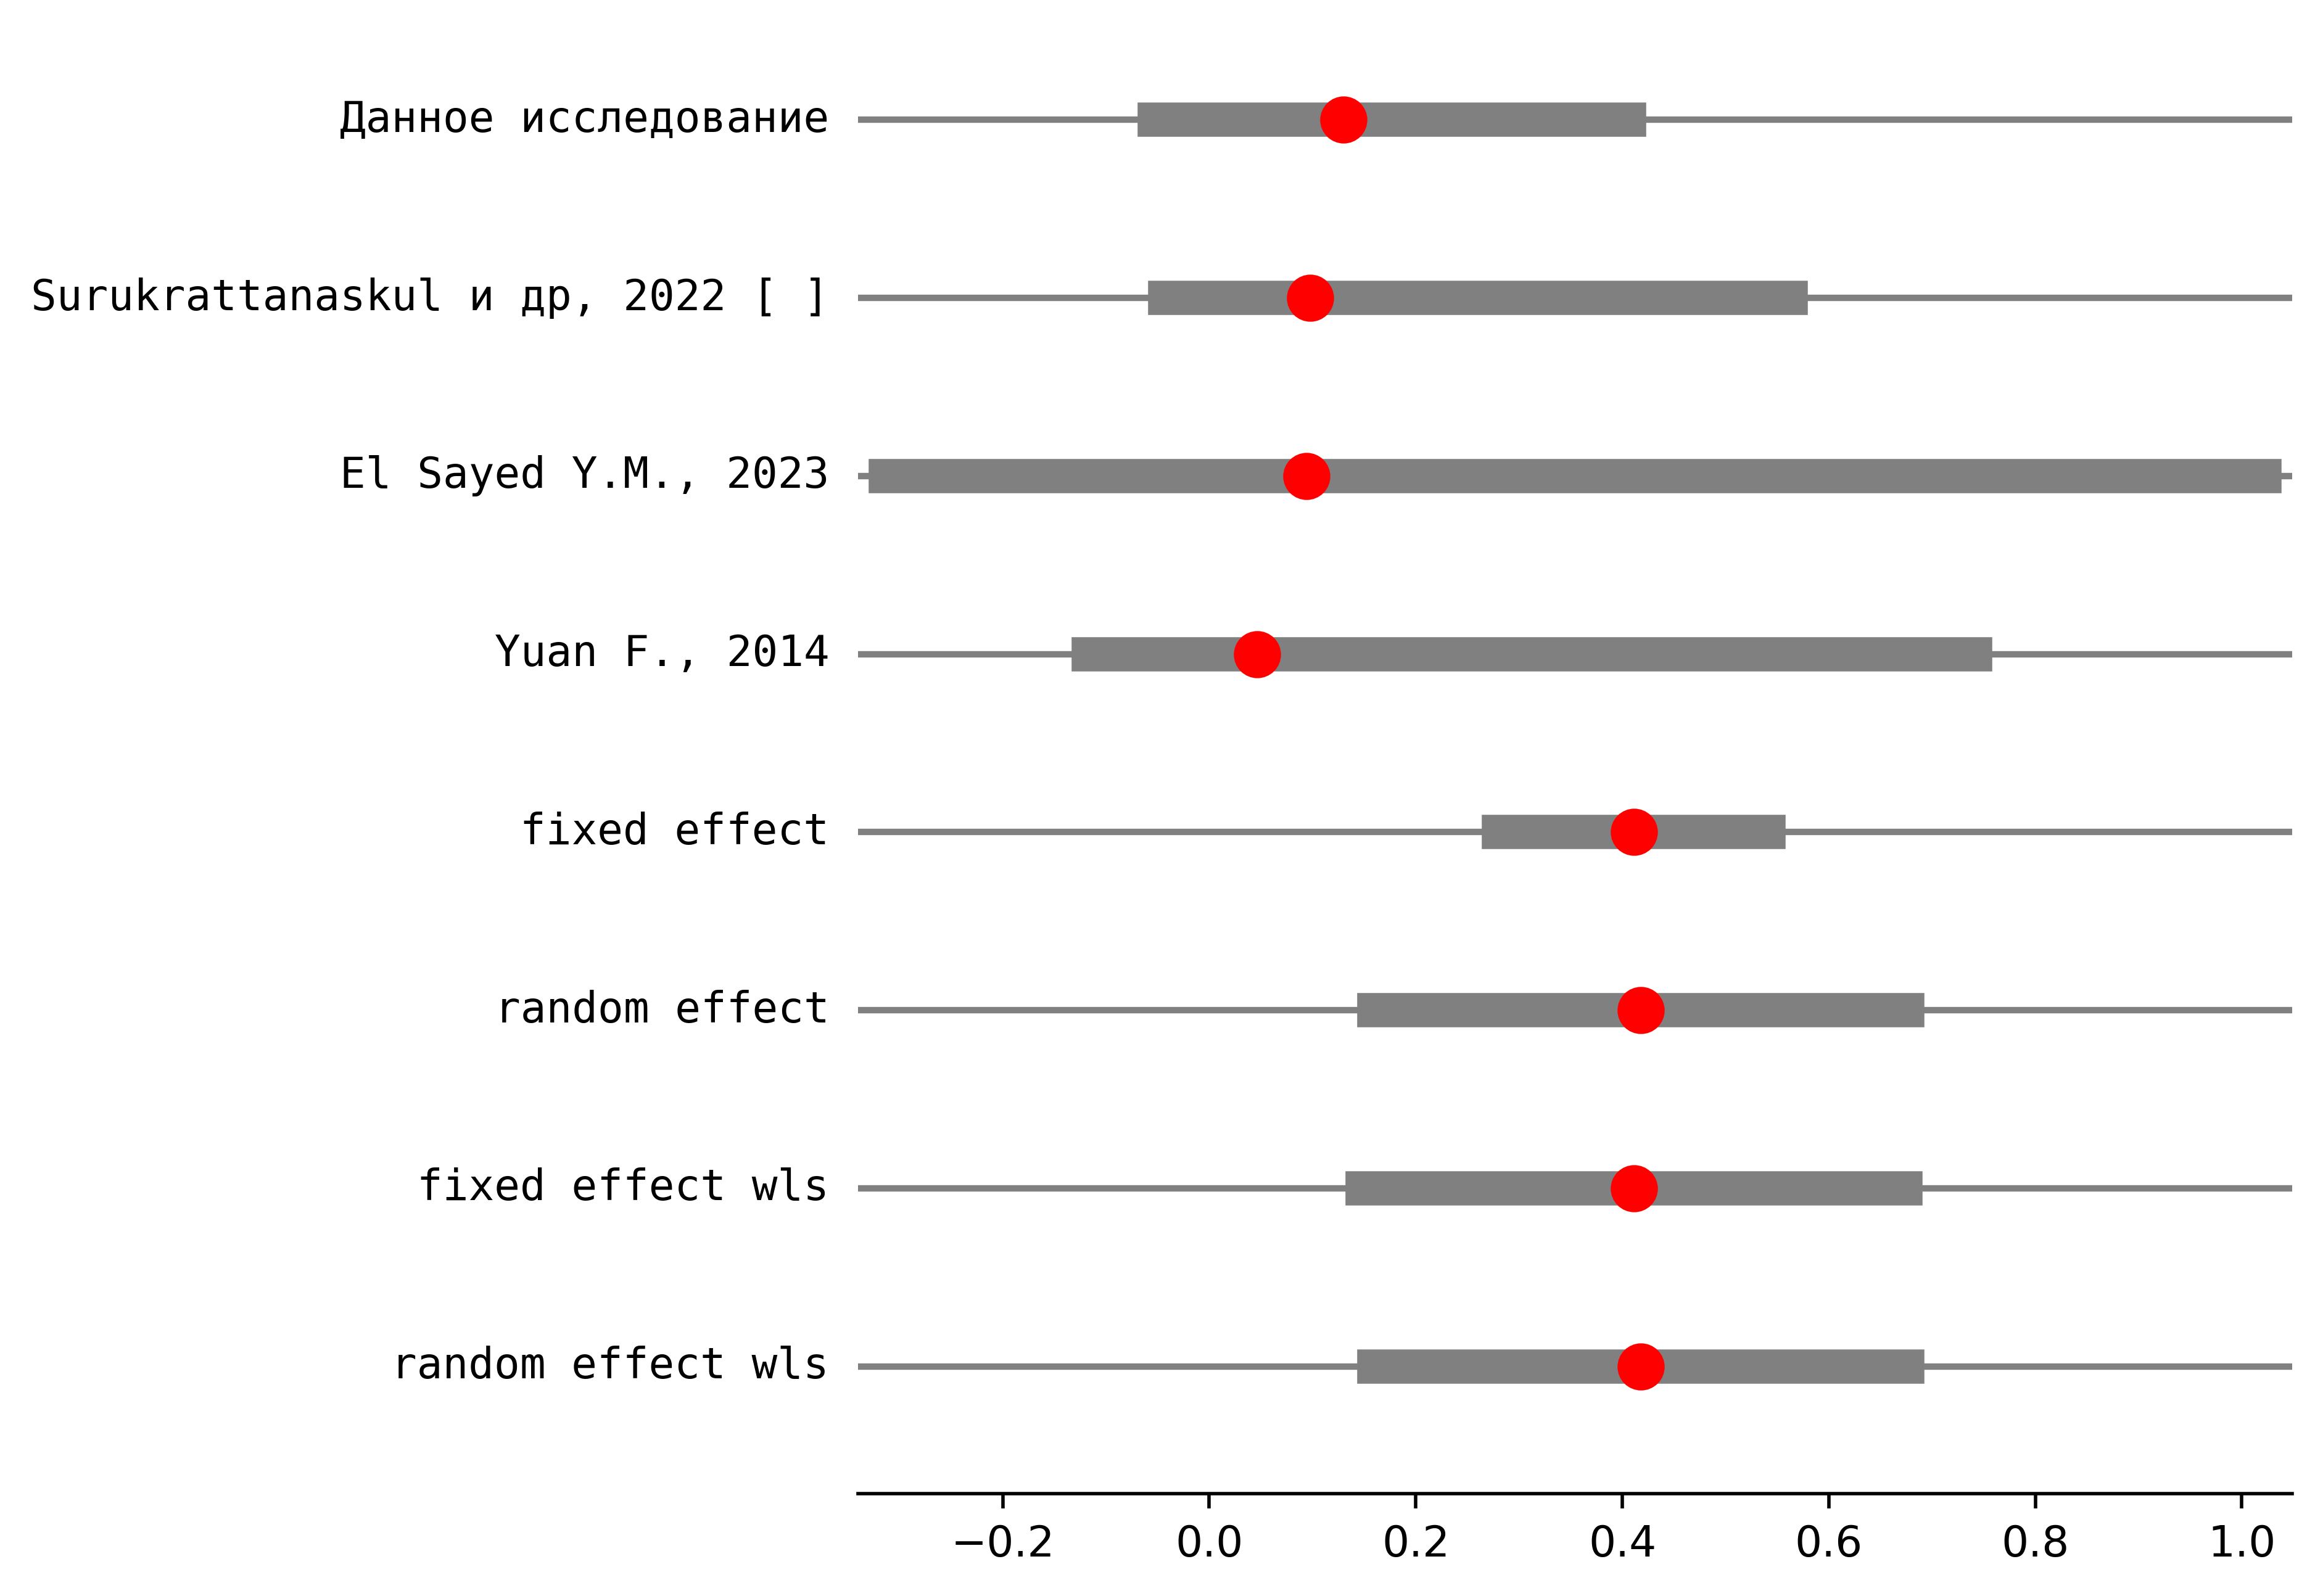 Данное исследование
Surukrattanaskul и др, 2022 [ ]
El Sayed Y.M., 2023
Yuan F., 2014
fixed effect
random effect
fixed effect wls
random effect wls
−0.2 0.0 0.2 0.4 0.6 0.8 1.0